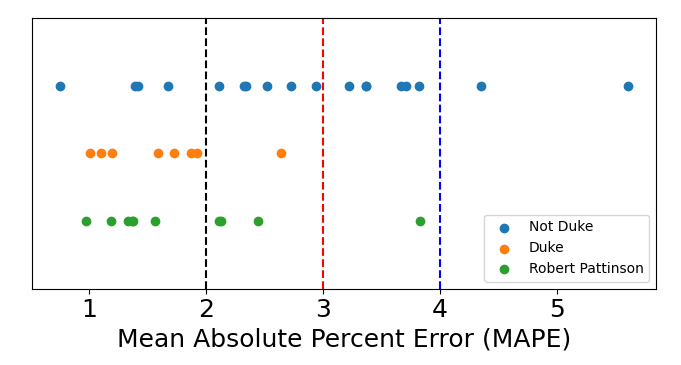 Not Duke
Duke
Robert Pattinson
1 2 3 4 5
Mean Absolute Percent Error (MAPE)